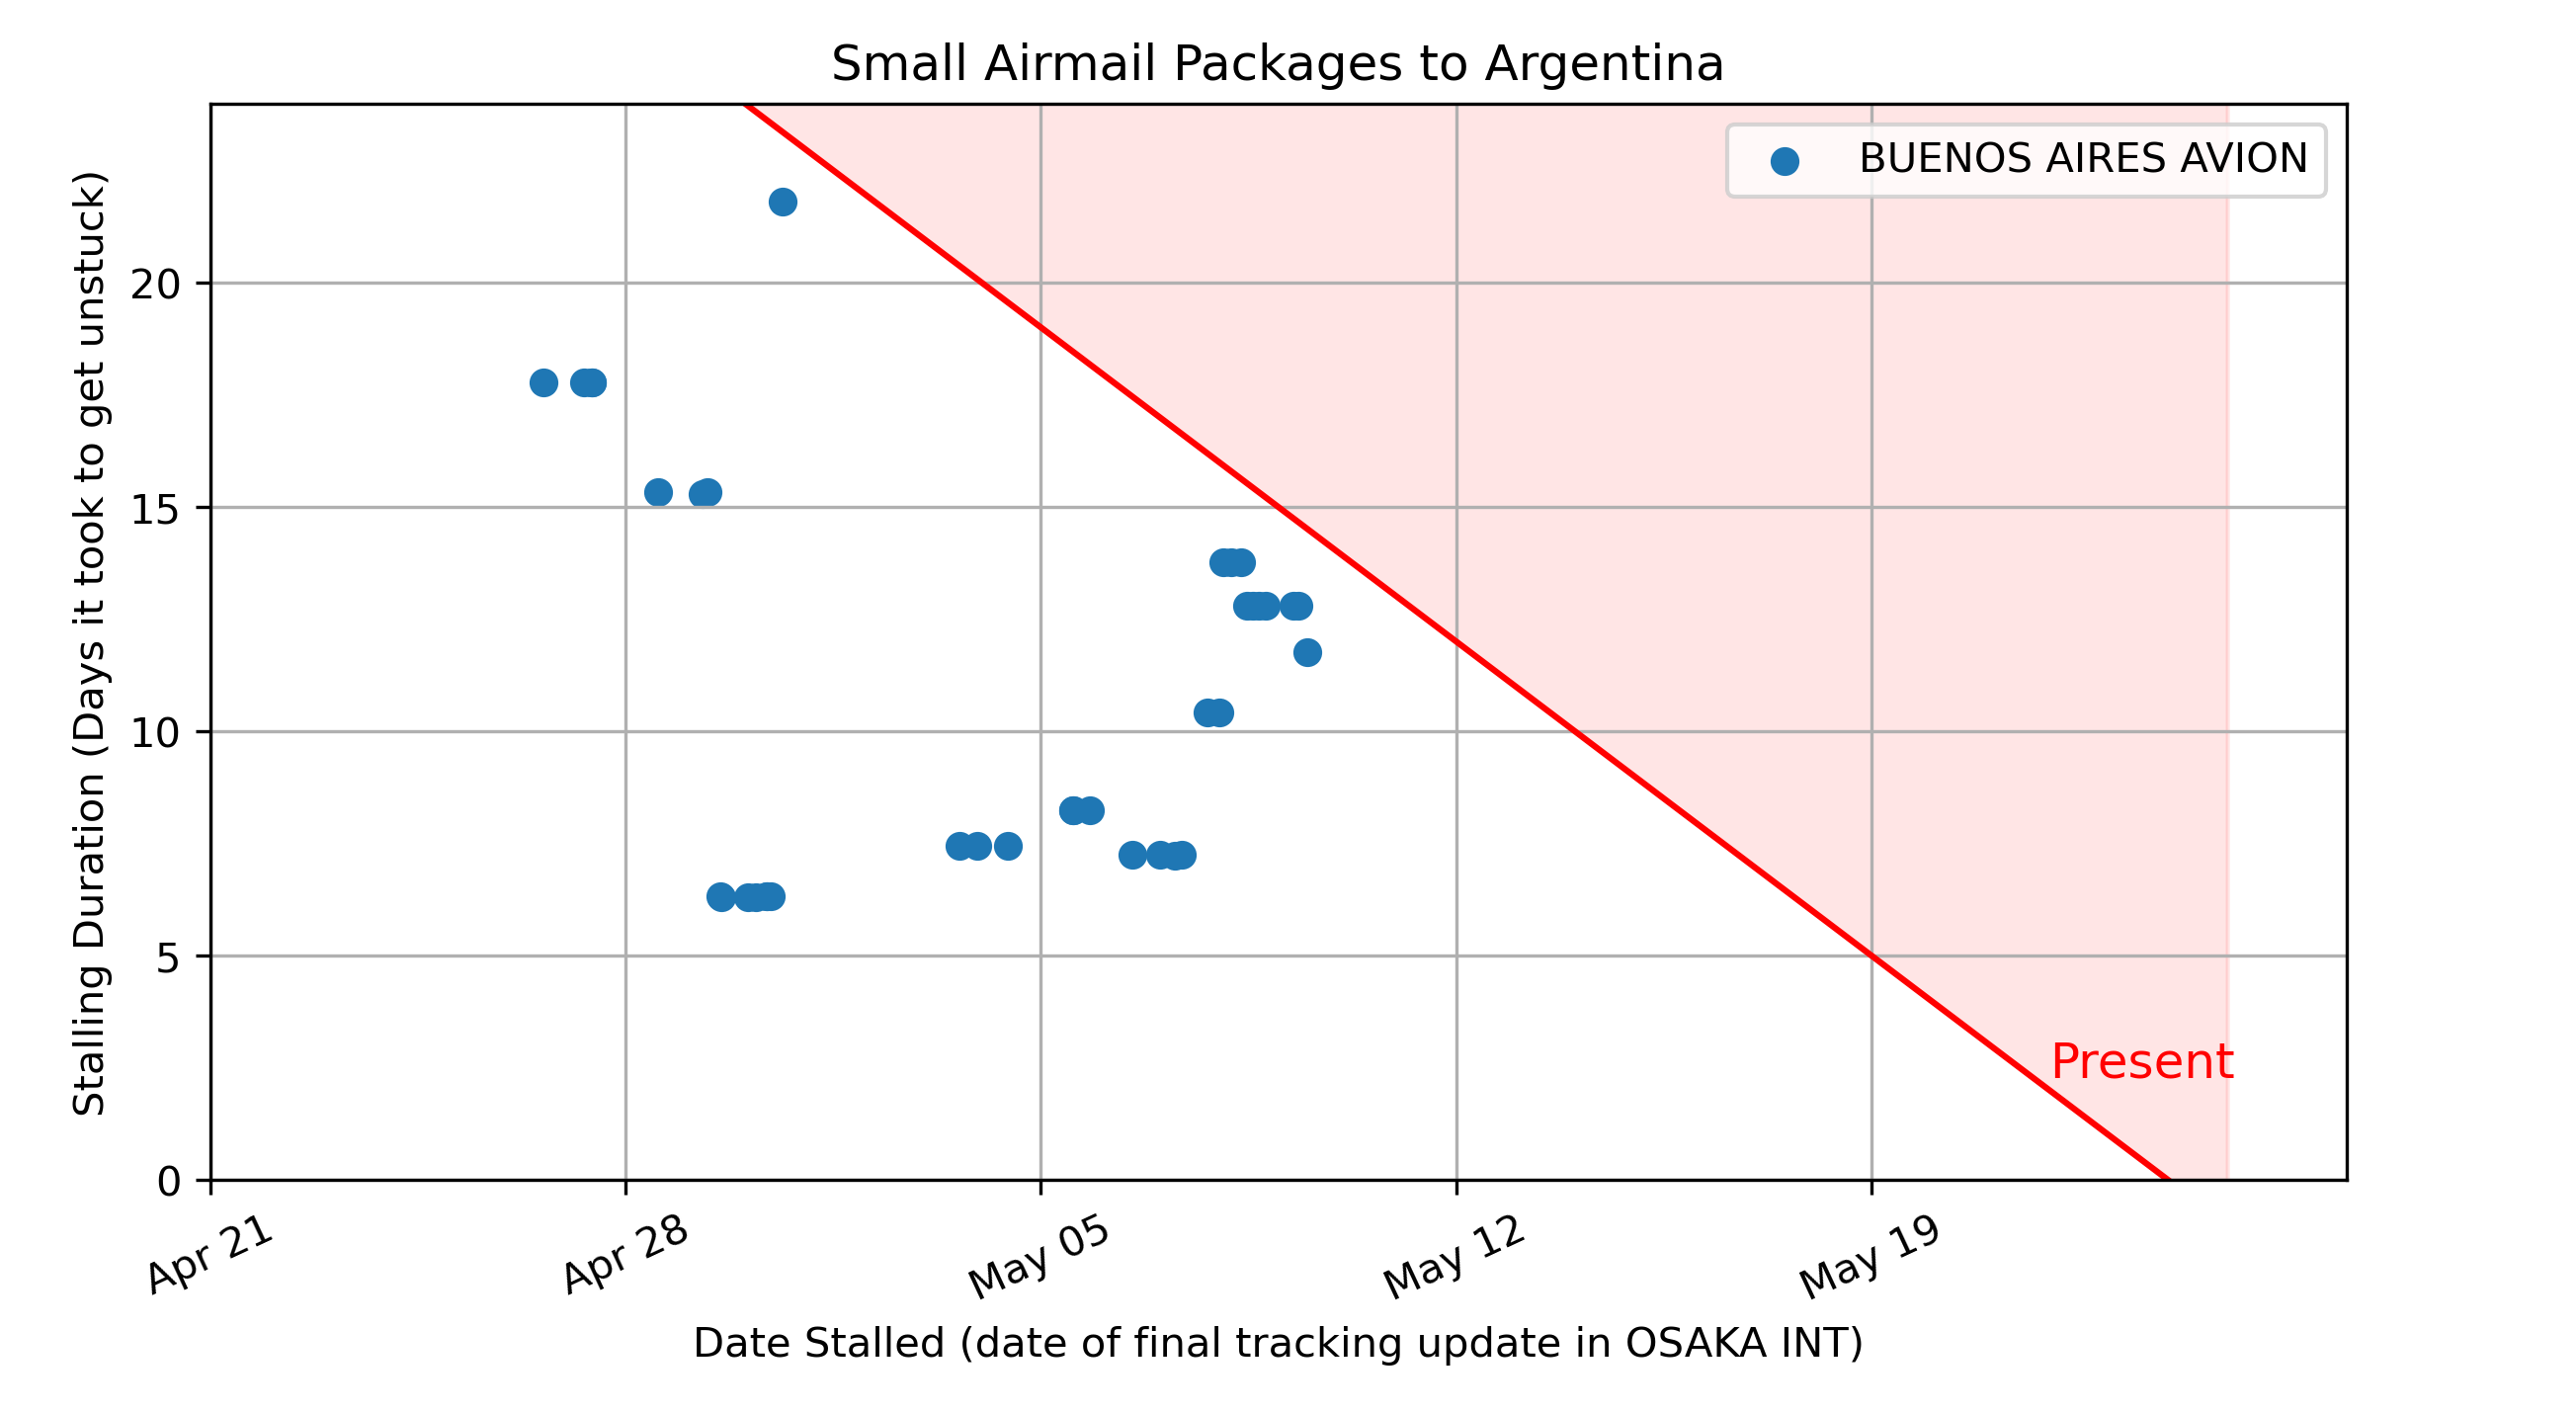 Small Airmail Packages to Argentina
BUENOS AIRES AVION
Stalling Duration (Days it took to get unstuck)
20
15
10
5
0
Present
Apr 21
Apr 28
May 05
May 12
May 19
Date Stalled (date of final tracking update in OSAKA INT)